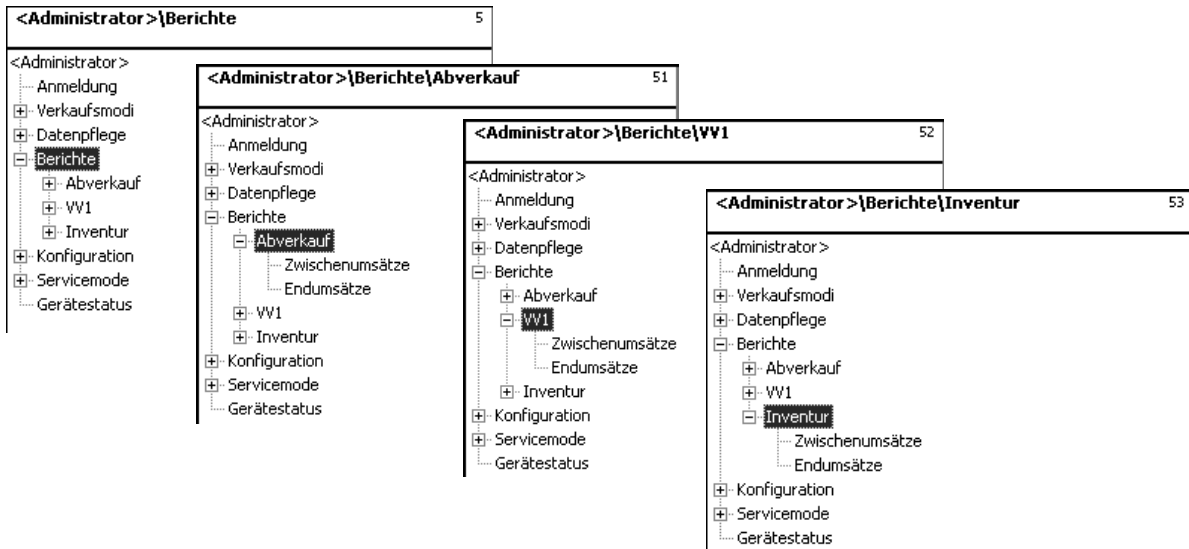 <Administrator>\Berichte 5
<Administrator>
Anmeldung
Verkaufsmodi
Datenpflege
Berichte
Abverkauf
VV1
Inventur
Konfiguration
Servicemode
Gerätestatus
<Administrator>\Berichte\Abverkauf 51
<Administrator>
Anmeldung
Verkaufsmodi
Datenpflege
Berichte
Abverkauf
Zwischenumsätze
Endumsätze
VV1
Inventur
Konfiguration
Servicemode
Gerätestatus
<Administrator>\Berichte\VV1 52
<Administrator>
Anmeldung
Verkaufsmodi
Datenpflege
Berichte
Abverkauf
VV1
Zwischenumsätze
Endumsätze
Inventur
Konfiguration
Servicemode
Gerätestatus
<Administrator>\Berichte\Inventur 53
<Administrator>
Anmeldung
Verkaufsmodi
Datenpflege
Berichte
Abverkauf
VV1
Inventur
Zwischenumsätze
Endumsätze
Konfiguration
Servicemode
Gerätestatus